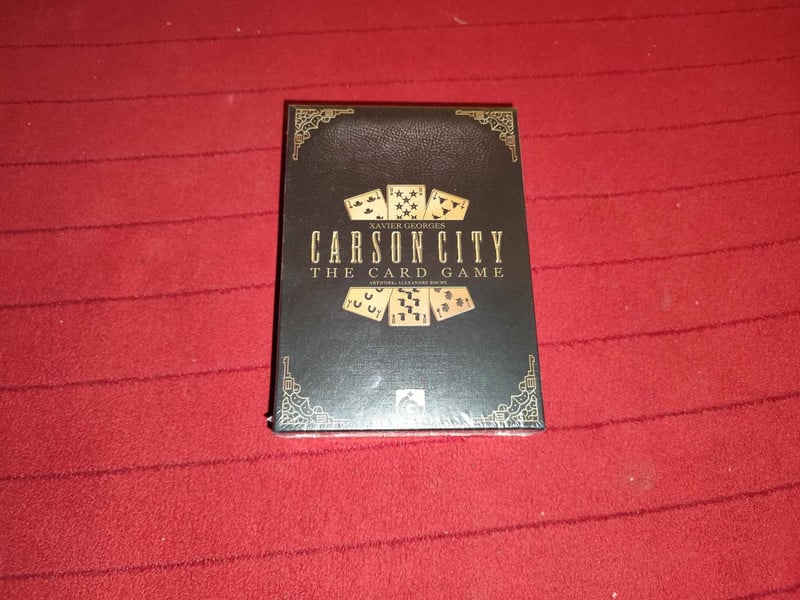 XAVIER GEORGES
CARSON CITY
THE CARD GAME
ARTWORK: ALEXANDRE ROCHE